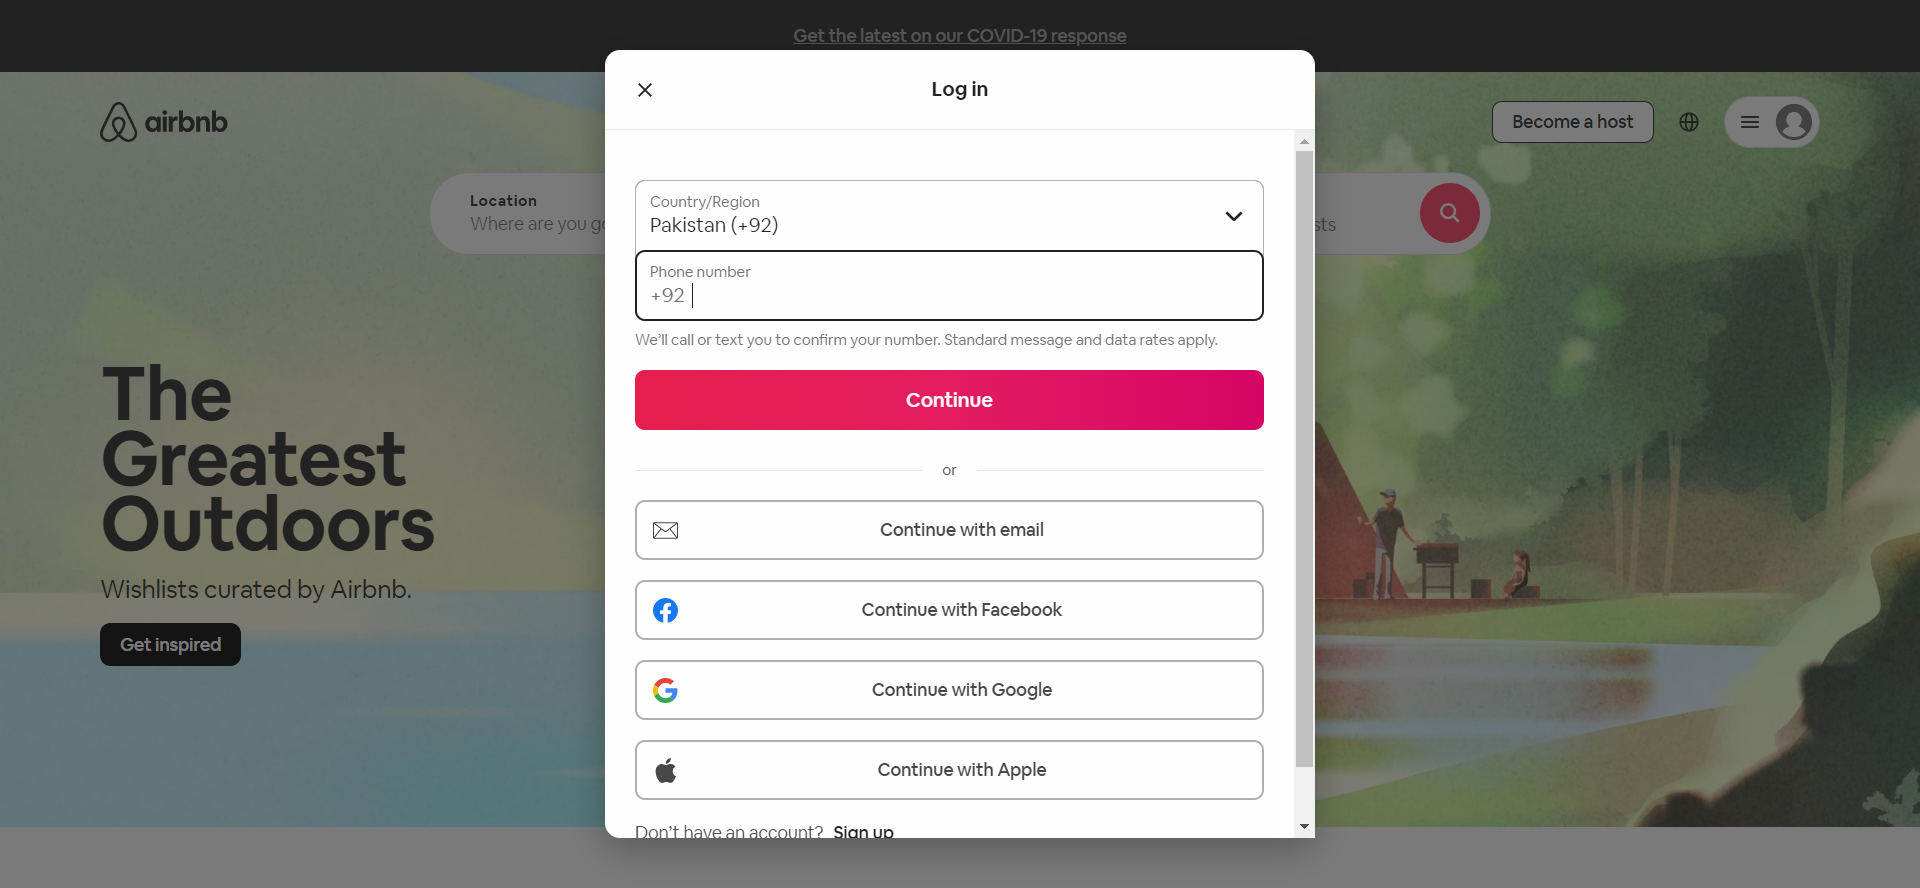 Get the latest on our COVID-19 response
Log in
airbnb
Become a host
Location
Where are you
Country/Region
Pakistan (+92)
Phone number
+92
We'll call or text you to confirm your number. Standard message and data rates apply.
Continue
or
Continue with email
Continue with Facebook
Continue with Google
Continue with Apple
Don't have an account? Sign up
The
Greatest
Outdoors
Wishlists curated by Airbnb.
Get inspired